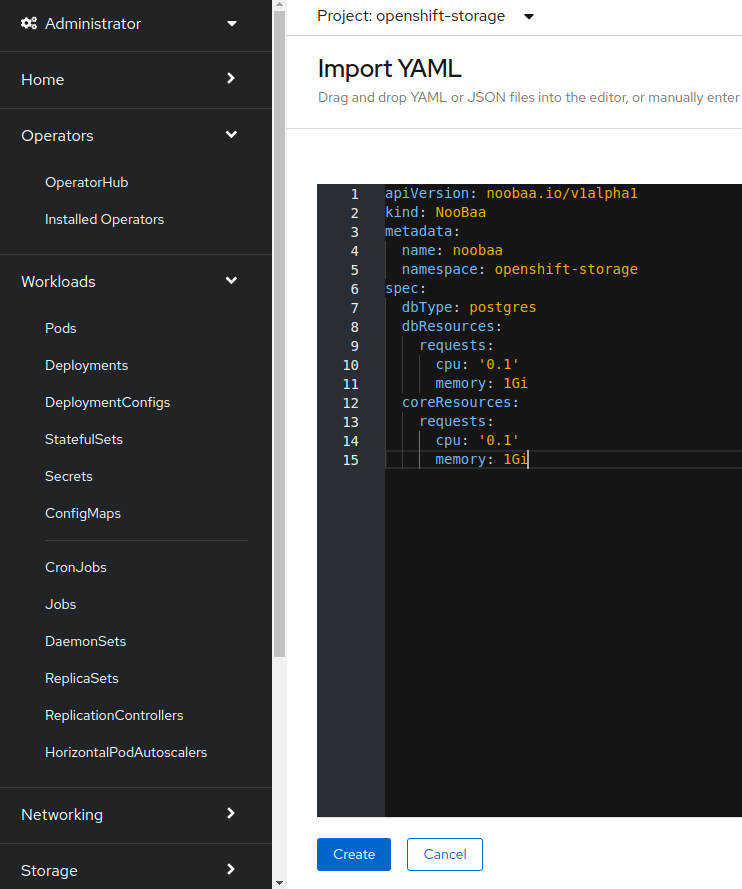 Administrator
Home
Operators
OperatorHub
Installed Operators
Workloads
Pods
Deployments
DeploymentConfigs
StatefulSets
Secrets
ConfigMaps
CronJobs
Jobs
DaemonSets
ReplicaSets
ReplicationControllers
HorizontalPodAutoscalers
Networking
Storage
Project: openshift-storage
Import YAML
Drag and drop YAML or JSON files into the editor, or manually enter
1 apiVersion: noobaa.io/v1alpha1
2 kind: NooBaa
3 metadata:
4   name: noobaa
5   namespace: openshift-storage
6 spec:
7   dbType: postgres
8   dbResources:
9     requests:
10       cpu: '0.1'
11       memory: 1Gi
12   coreResources:
13     requests:
14       cpu: '0.1'
15       memory: 1Gi
Create Cancel